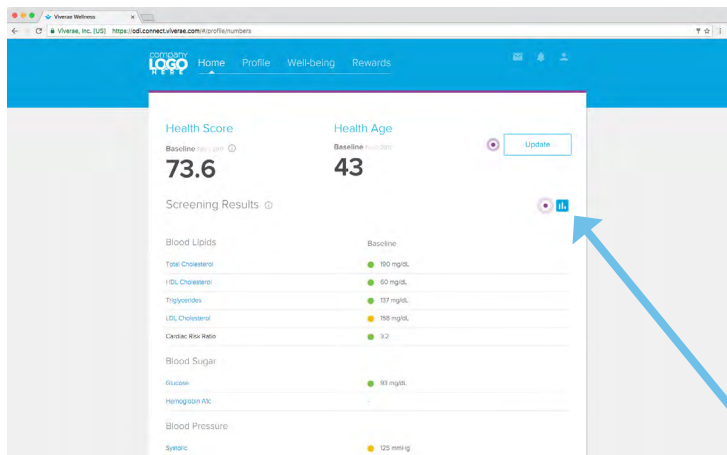 Viverae Wellness
Viverae, Inc. [US] https://odl.connect.viverae.com/#/profile/numbers
company
LOGO
HERE
Home Profile Well-being Rewards
Health Score Health Age
Baseline Baseline
Update
73.6 43
Screening Results
Blood Lipids Baseline
Total Cholesterol 190 mg/dL
HDL Cholesterol 60 mg/dL
Triglycerides 137 mg/dL
LDL Cholesterol 158 mg/dL
Cardiac Risk Ratio 3.2
Blood Sugar
Glucose 93 mg/dL
Hemoglobin A1c -
Blood Pressure
Systolic 125 mmHg